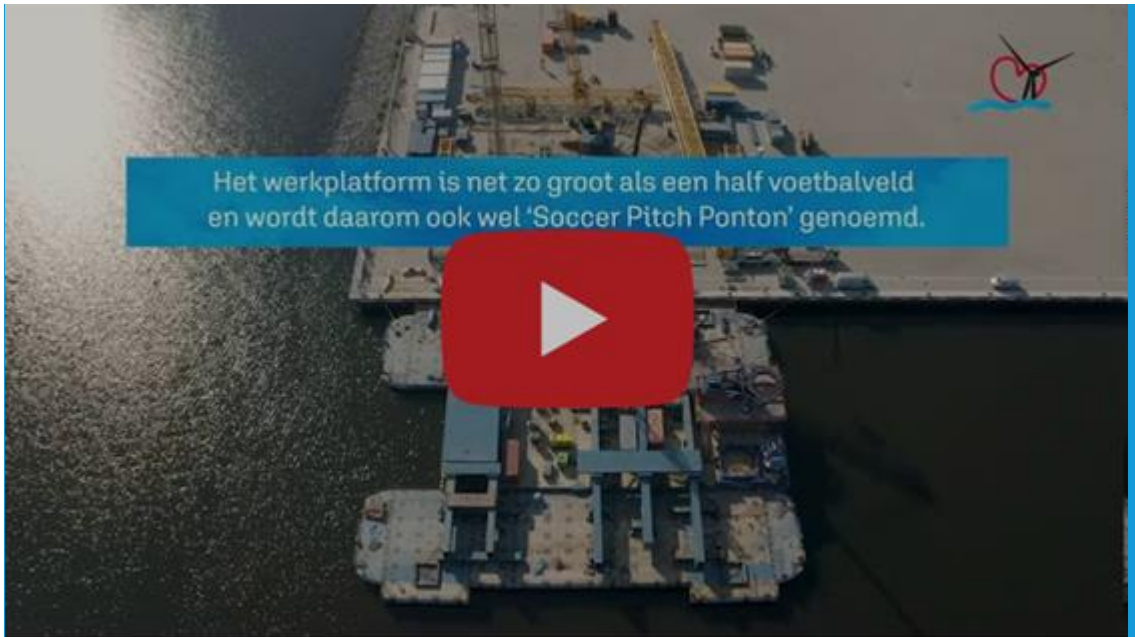 Het werkplatform is net zo groot als een half voetbalveld
en wordt daarom ook wel ‘Soccer Pitch Ponton’ genoemd.